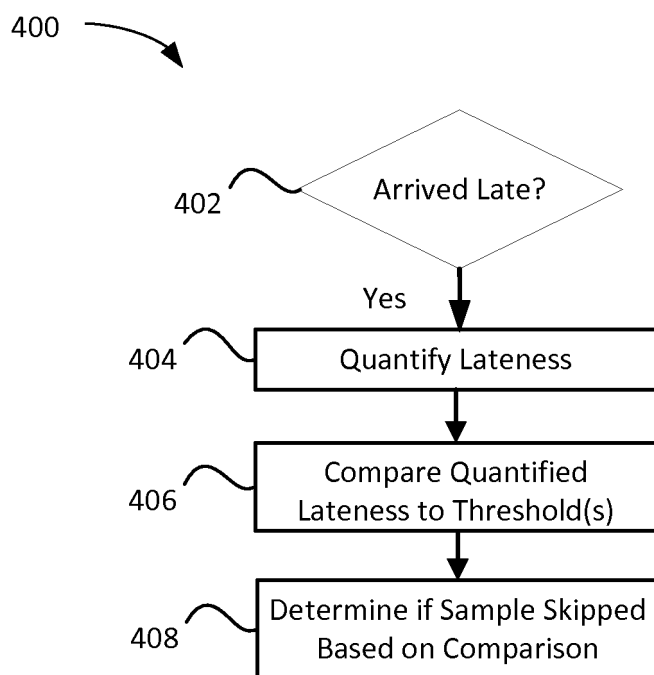 400
402
Arrived Late?
Yes
404
Quantify Lateness
406
Compare Quantified
Lateness to Threshold(s)
408
Determine if Sample Skipped
Based on Comparison